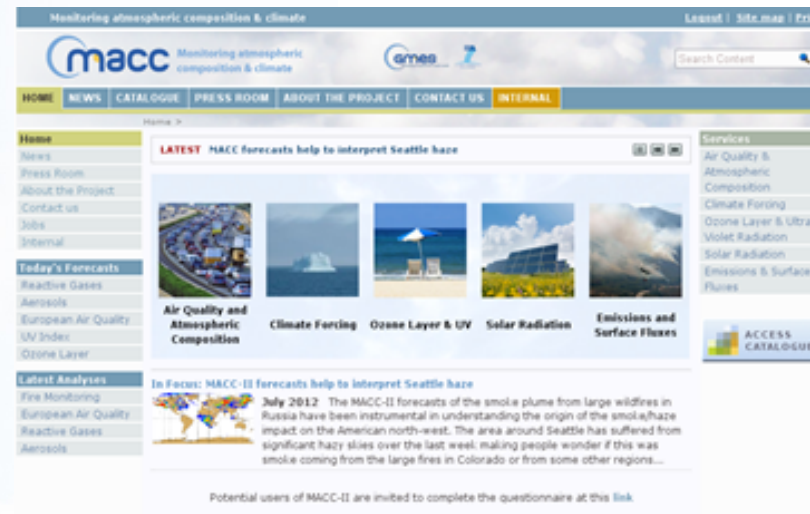 Monitoring atmospheric composition & climate
Logout | Site map |
macc Monitoring atmospheric
composition & climate
GMES
Search Content
HOME NEWS CATALOGUE PRESS ROOM ABOUT THE PROJECT CONTACT US INTERNAL
Home >
Home
News
Press Room
About the Project
Contact us
Jobs
Internal
Today's Forecasts
Reactive Gases
Aerosols
European Air Quality
UV Index
Ozone Layer
Latest Analyses
Fire Monitoring
European Air Quality
Reactive Gases
Aerosols
LATEST MACC forecasts help to interpret Seattle haze
Air Quality and
Atmospheric
Composition
Climate Forcing
Ozone Layer & UV
Solar Radiation
Emissions and
Surface Fluxes
In Focus: MACC-II forecasts help to interpret Seattle haze
July 2012 The MACC-II forecasts of the smoke plume from large wildfires in
Russia have been instrumental in understanding the origin of the smoke/haze
impact on the American north-west. The area around Seattle has suffered from
significant hazy skies over the last week making people wonder if this was
smoke coming from the large fires in Colorado or from some other regions...
Potential users of MACC-II are invited to complete the questionnaire at this link
Services
Air Quality &
Atmospheric
Composition
Climate Forcing
Ozone Layer & Ultra
Violet Radiation
Solar Radiation
Emissions & Surface
Fluxes
ACCESS
CATALOGUE